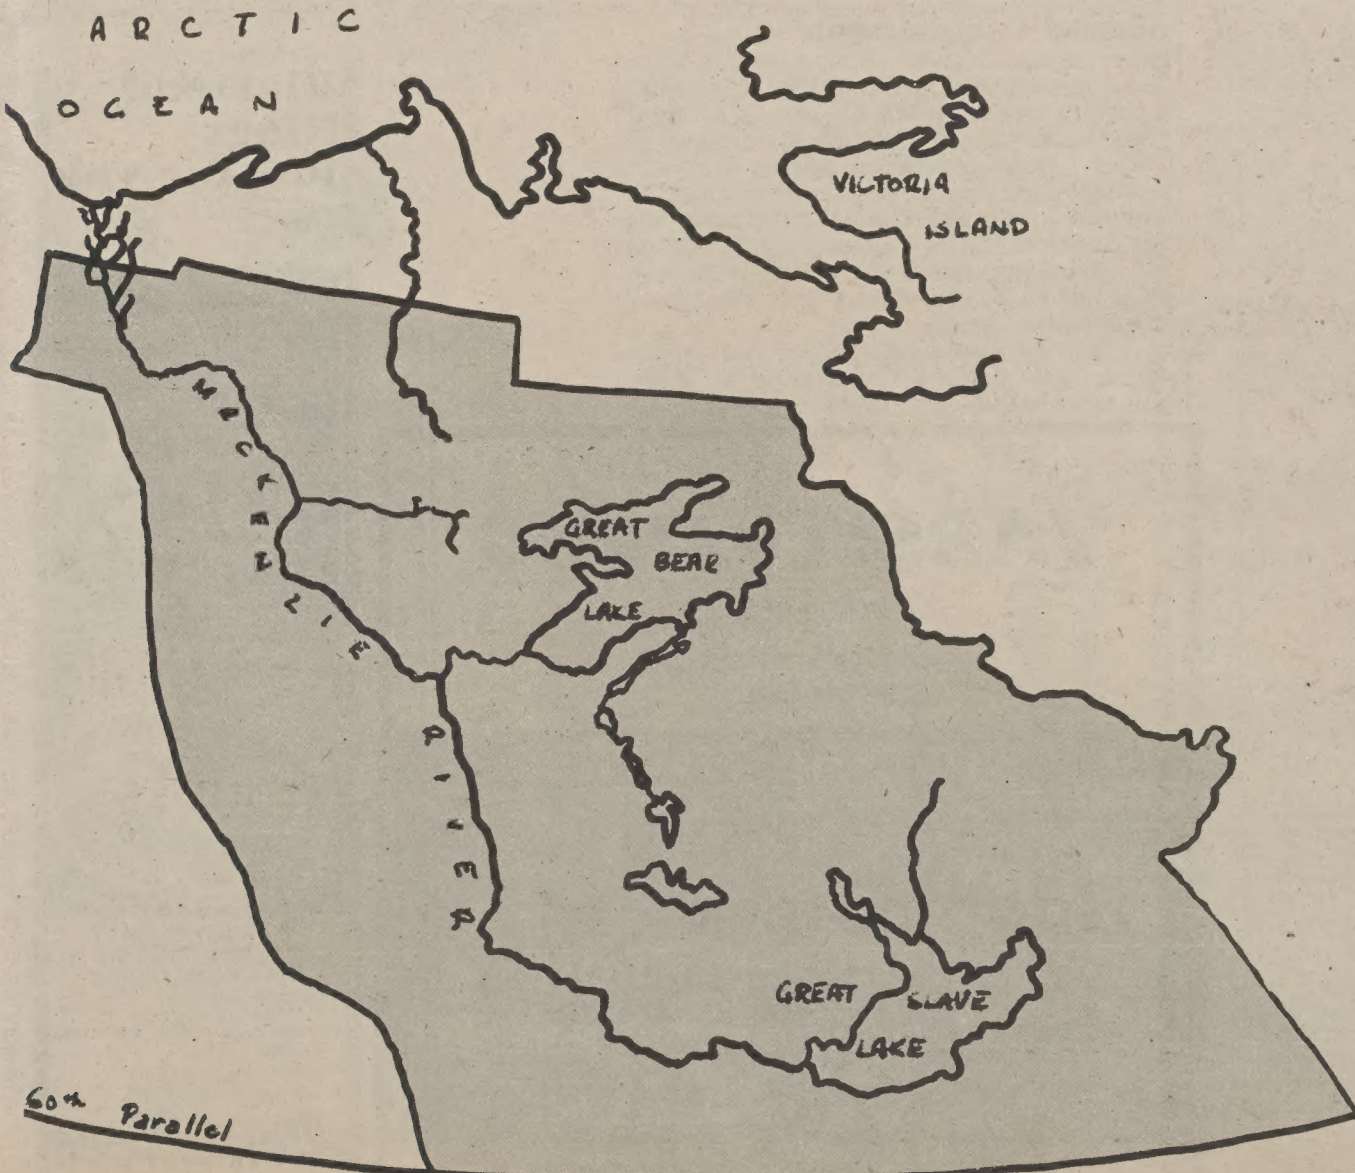 ARCTIC
OCEAN
VICTORIA
ISLAND
MACKENZIE
RIVER
GREAT
BEAR
LAKE
GREAT SLAVE
LAKE
60th Parallel